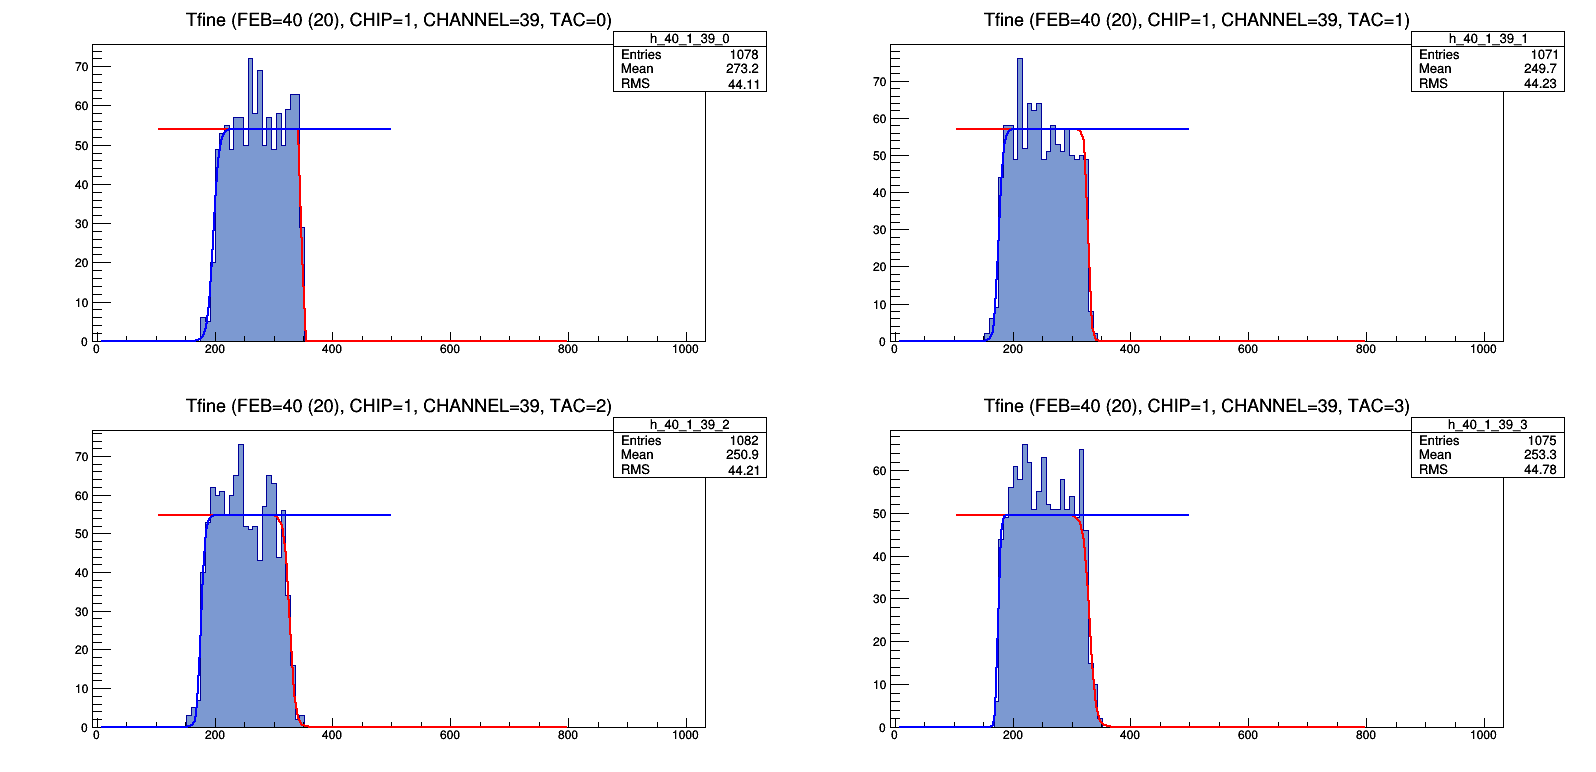 Tfine (FEB=40 (20), CHIP=1, CHANNEL=39, TAC=0)
h_40_1_39_0
Entries 1078
Mean 273.2
RMS 44.11
70
60
50
40
30
20
10
0
0 200 400 600 800 1000
Tfine (FEB=40 (20), CHIP=1, CHANNEL=39, TAC=1)
h_40_1_39_1
Entries 1071
Mean 249.7
RMS 44.23
70
60
50
40
30
20
10
0
0 200 400 600 800 1000
Tfine (FEB=40 (20), CHIP=1, CHANNEL=39, TAC=2)
h_40_1_39_2
Entries 1082
Mean 250.9
RMS 44.21
70
60
50
40
30
20
10
0
0 200 400 600 800 1000
Tfine (FEB=40 (20), CHIP=1, CHANNEL=39, TAC=3)
h_40_1_39_3
Entries 1075
Mean 253.3
RMS 44.78
60
50
40
30
20
10
0
0 200 400 600 800 1000